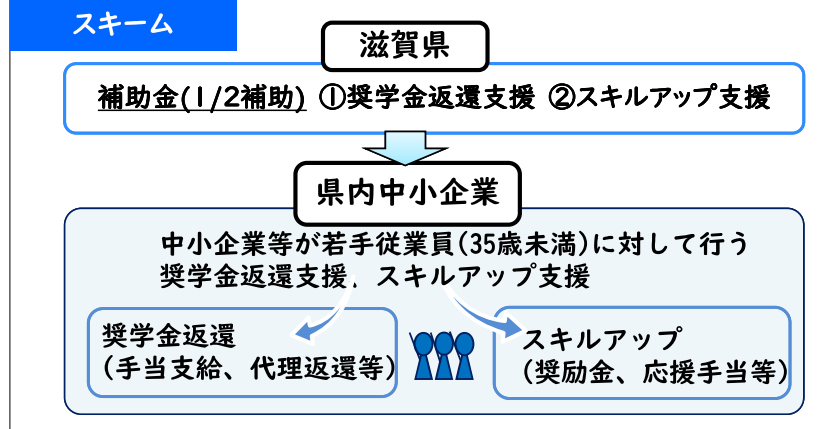 スキーム
滋賀県
補助金(1/2補助) ①奨学金返還支援 ②スキルアップ支援
県内中小企業
中小企業等が若手従業員(35歳未満)に対して行う
奨学金返還支援、スキルアップ支援
奨学金返還
(手当支給、代理返還等)
スキルアップ
(奨励金、応援手当等)